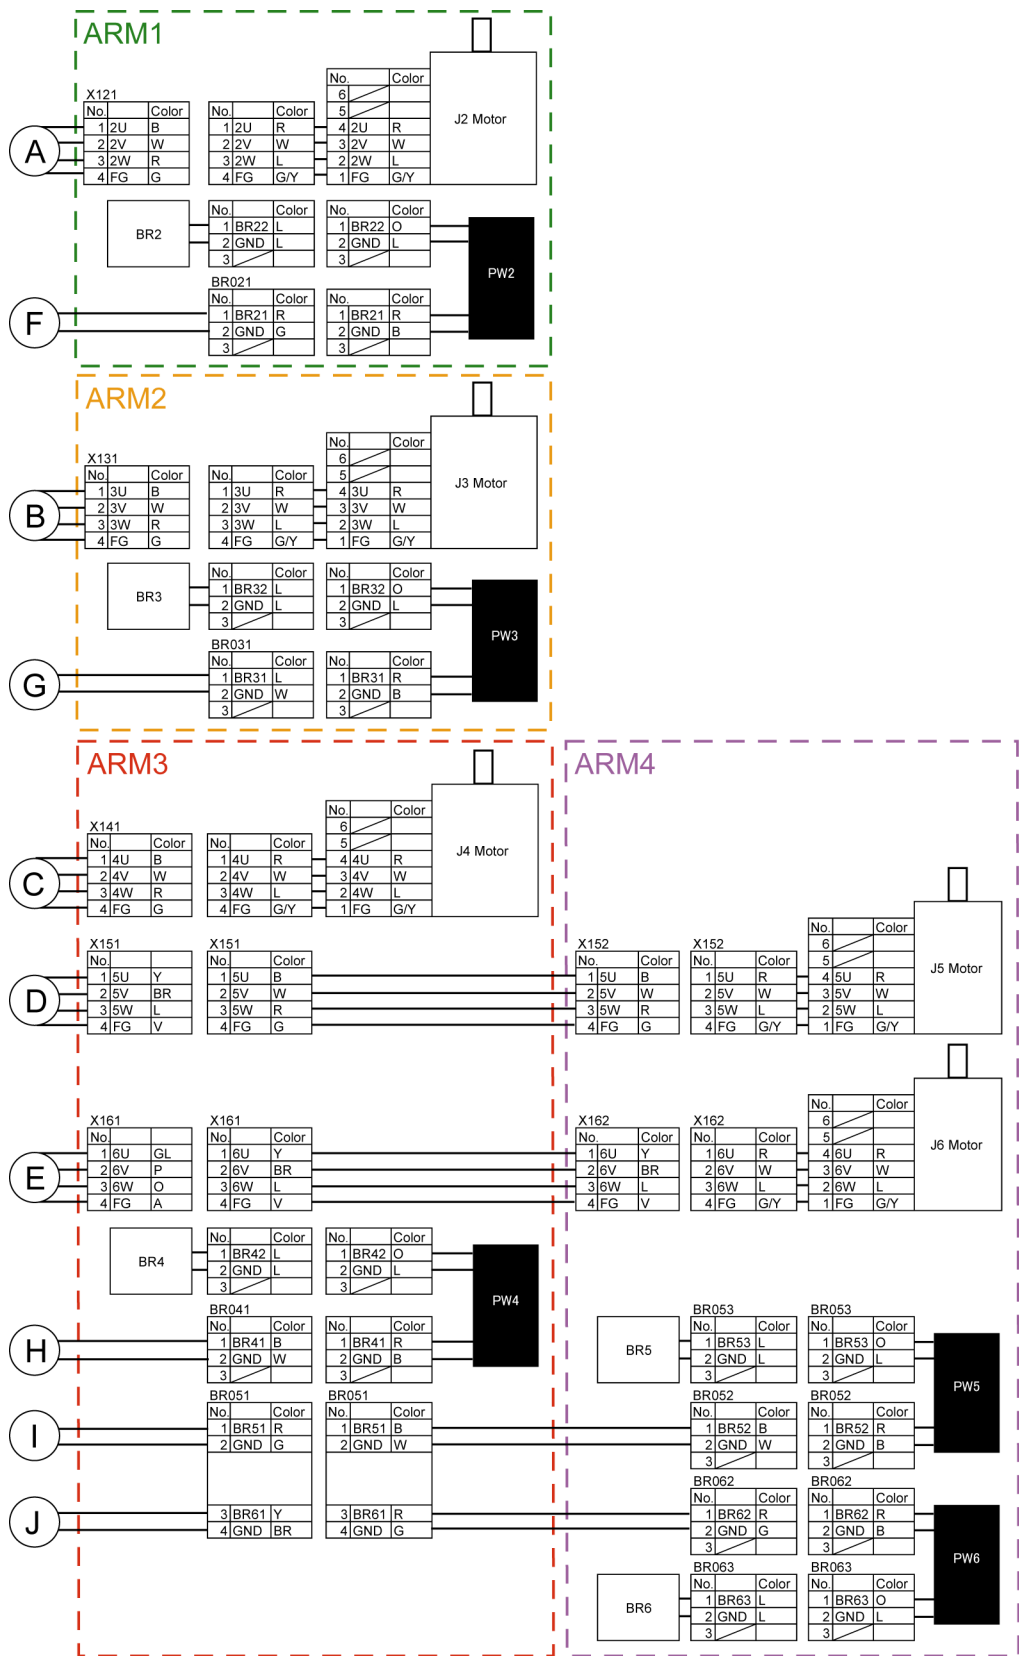 ARM1
No. Color
6
5
4 2U R
3 2V W
2 2W L
1 FG G/Y
J2 Motor
X121
No. Color
1 2U B
2 2V W
3 2W R
4 FG G
No. Color
1 2U R
2 2V W
3 2W L
4 FG G/Y
A
BR2
No. Color
1 BR22 L
2 GND L
3
No. Color
1 BR22 O
2 GND L
3
PW2
BR021
No. Color
1 BR21 R
2 GND G
3
No. Color
1 BR21 R
2 GND B
3
F
ARM2
No. Color
6
5
4 3U R
3 3V W
2 3W L
1 FG G/Y
J3 Motor
X131
No. Color
1 3U B
2 3V W
3 3W R
4 FG G
No. Color
1 3U R
2 3V W
3 3W L
4 FG G/Y
B
BR3
No. Color
1 BR32 L
2 GND L
3
No. Color
1 BR32 O
2 GND L
3
PW3
BR031
No. Color
1 BR31 L
2 GND W
3
No. Color
1 BR31 R
2 GND B
3
G
ARM3
No. Color
6
5
4 4U R
3 4V W
2 4W L
1 FG G/Y
J4 Motor
X141
No. Color
1 4U B
2 4V W
3 4W R
4 FG G
No. Color
1 4U R
2 4V W
3 4W L
4 FG G/Y
C
X151
No. Color
1 5U Y
2 5V BR
3 5W L
4 FG V
X151
No. Color
1 5U B
2 5V W
3 5W R
4 FG G
D
X161
No.
1 6U GL
2 6V P
3 6W O
4 FG A
X161
Color
1 6U Y
2 6V BR
3 6W L
4 FG V
E
BR4
No. Color
1 BR42 L
2 GND L
3
No. Color
1 BR42 O
2 GND L
3
PW4
BR041
No. Color
1 BR41 B
2 GND W
3
No. Color
1 BR41 R
2 GND B
3
H
BR051
No. Color
1 BR51 R
2 GND G
3 BR61 Y
4 GND BR
BR051
No. Color
1 BR51 B
2 GND W
3 BR61 R
4 GND G
I
J
ARM4
X152
No. Color
1 5U B
2 5V W
3 5W R
4 FG G
X152
No. Color
1 5U R
2 5V W
3 5W L
4 FG G/Y
No. Color
6
5
4 5U R
3 5V W
2 5W L
1 FG G/Y
J5 Motor
X162
No. Color
1 6U Y
2 6V BR
3 6W L
4 FG V
X162
No. Color
1 6U R
2 6V W
3 6W L
4 FG G/Y
No. Color
6
5
4 6U R
3 6V W
2 6W L
1 FG G/Y
J6 Motor
BR5
BR053
No. Color
1 BR53 L
2 GND L
3
BR053
No. Color
1 BR53 O
2 GND L
3
PW5
BR052
No. Color
1 BR52 B
2 GND W
3
BR052
No. Color
1 BR52 R
2 GND B
3
BR062
No. Color
1 BR62 R
2 GND G
3
BR062
No. Color
1 BR62 R
2 GND B
3
PW6
BR6
BR063
No. Color
1 BR63 L
2 GND L
3
BR063
No. Color
1 BR63 O
2 GND L
3